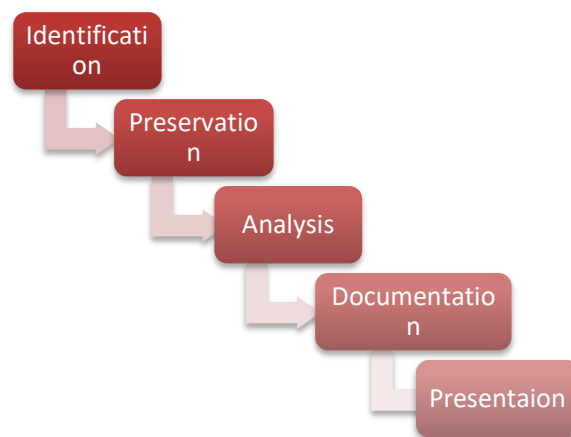 Identificati
on
Preservatio
n
Analysis
Documentatio
n
Presentaion